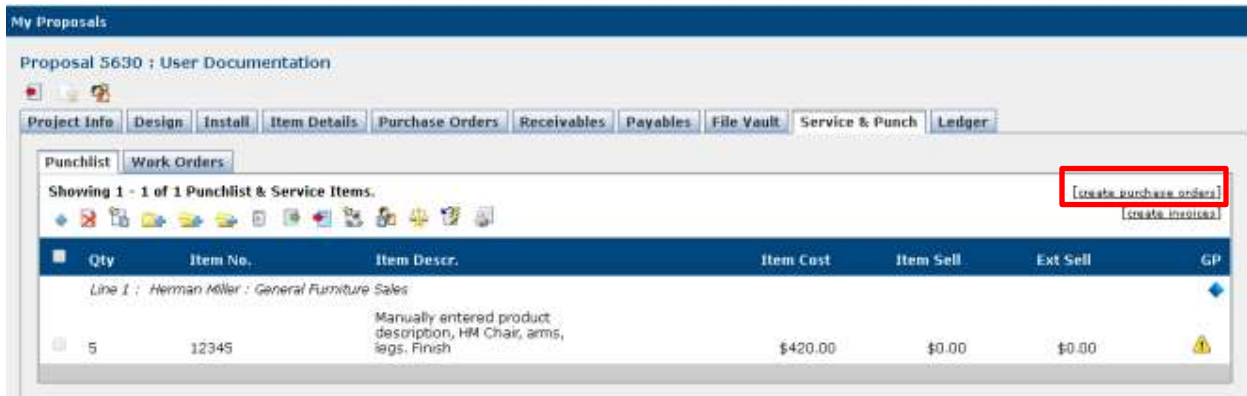 My Proposals
Proposal 5630 : User Documentation
Project Info Design Install Item Details Purchase Orders Receivables Payables File Vault Service & Punch Ledger
Punchlist Work Orders
Showing 1 - 1 of 1 Punchlist & Service Items.
[create purchase orders]
[create invoices]
Qty Item No. Item Descr. Item Cost Item Sell Ext Sell GP
Line 1 : Herman Miller : General Furniture Sales
Manually entered product
description, HM Chair, arms,
legs. Finish
5 12345 $420.00 $0.00 $0.00